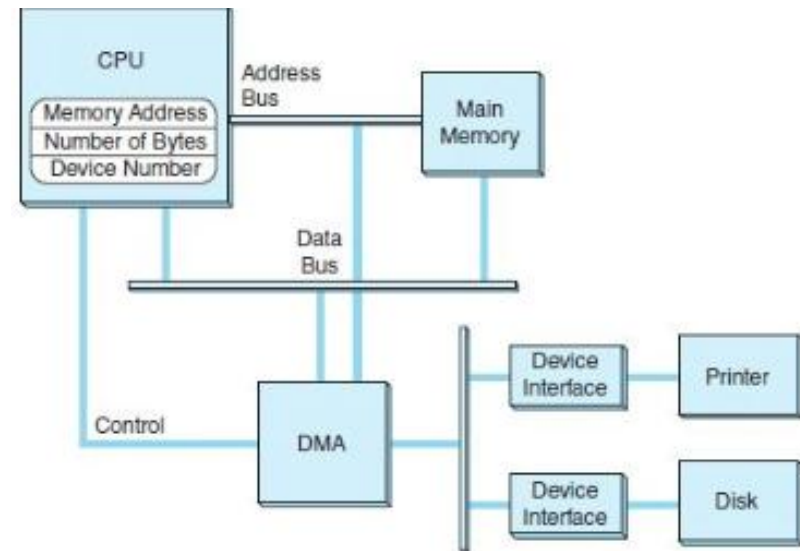 CPU
Memory Address
Number of Bytes
Device Number
Address
Bus
Main
Memory
Data
Bus
Control
DMA
Device
Interface
Printer
Device
Interface
Disk